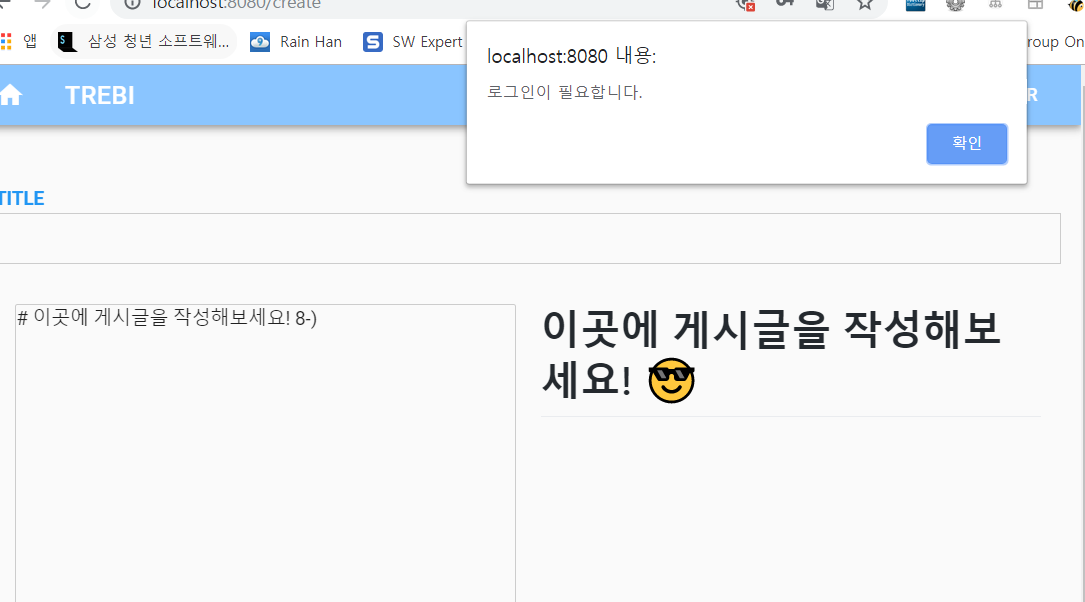 localhost:8080/create
앱
삼성 청년 소프트웨...
Rain Han
SW Expert
roup On
TREBI
R
localhost:8080 내용:
로그인이 필요합니다.
확인
TITLE
# 이곳에 게시글을 작성해보세요! 8-)
이곳에 게시글을 작성해보
세요! 😎